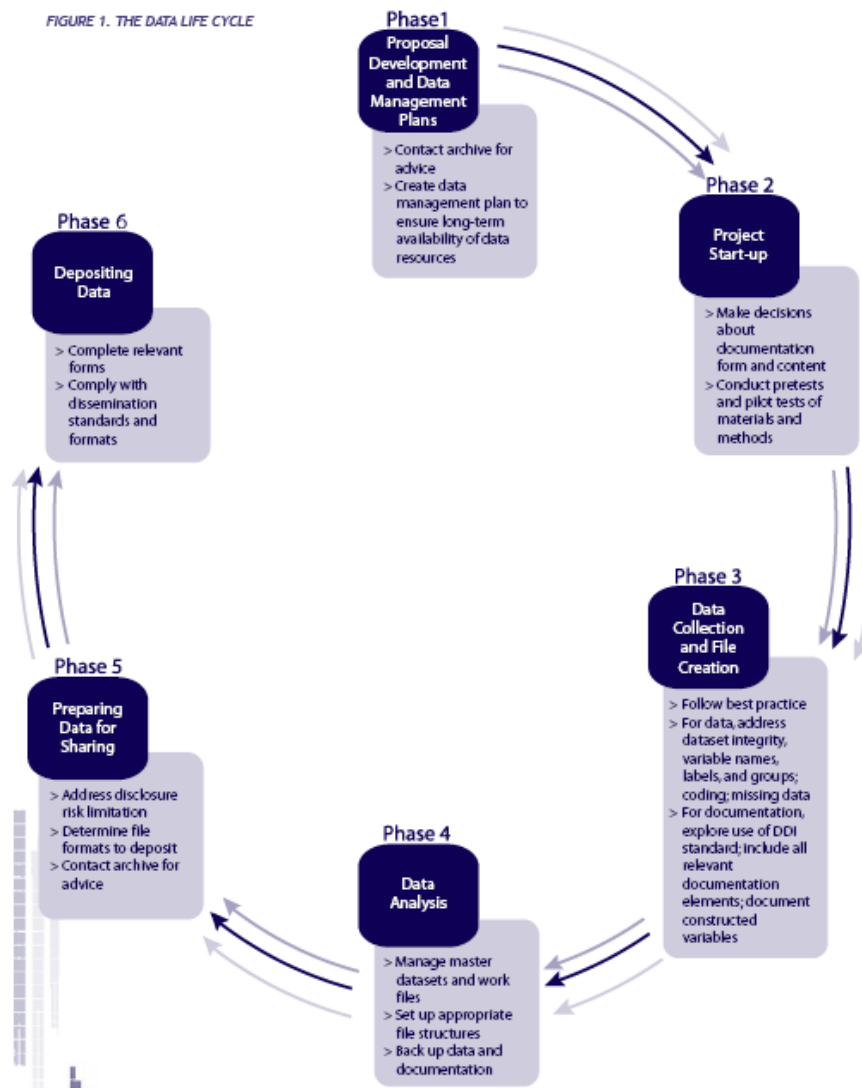 FIGURE 1. THE DATA LIFE CYCLE
Phase1
Proposal
Development
and Data
Management
Plans
> Contact archive for
advice
> Create data
management plan to
ensure long-term
availability of data
resources
Phase 2
Project
Start-up
> Make decisions
about
documentation
form and content
> Conduct pretests
and pilot tests of
materials and
methods
Phase 3
Data
Collection
and File
Creation
> Follow best practice
> For data, address
dataset integrity,
variable names,
labels, and groups;
coding; missing data
> For documentation,
explore use of DDI
standard; include all
relevant
documentation
elements; document
constructed
variables
Phase 4
Data
Analysis
> Manage master
datasets and work
files
> Set up appropriate
file structures
> Back up data and
documentation
Phase 5
Preparing
Data for
Sharing
> Address disclosure
risk limitation
> Determine file
formats to deposit
> Contact archive for
advice
Phase 6
Depositing
Data
> Complete relevant
forms
> Comply with
dissemination
standards and
formats